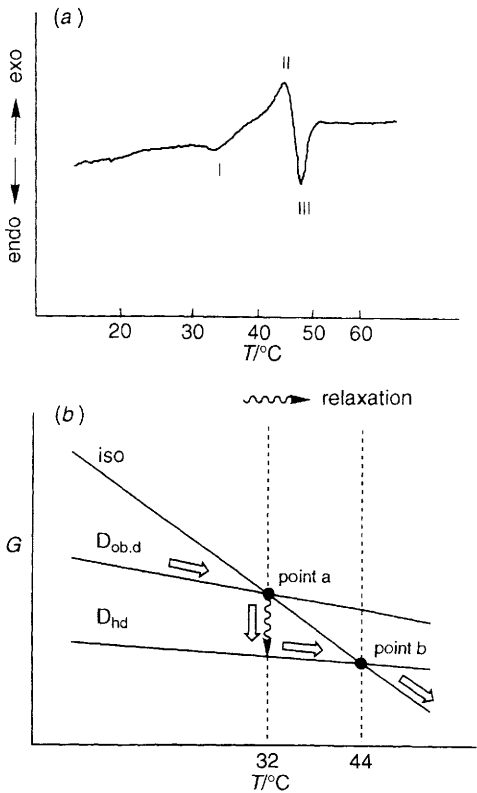 (a)
exo
endo
II
I
III
20 30 40 50 60
T/°C
(b)
relaxation
iso
G
D_ob.d
point a
D_hd
point b
32 44
T/°C